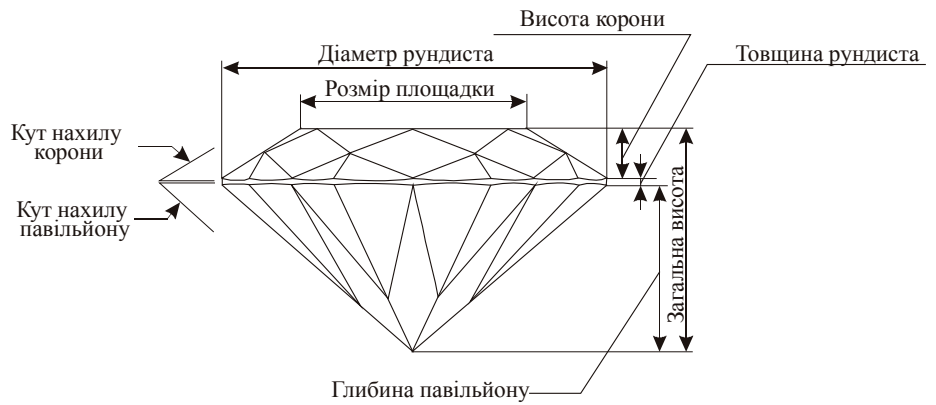 Висота корони
Діаметр рундиста
Товщина рундиста
Розмір площадки
Кут нахилу
корони
Кут нахилу
павільйону
Загальна висота
Глибина павільйону